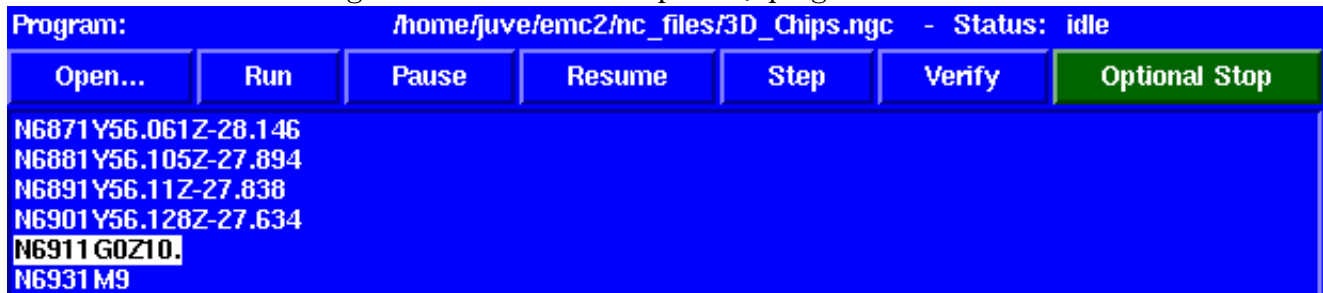 Program: /home/juve/emc2/nc_files/3D_Chips.ngc - Status: idle
Open... Run Pause Resume Step Verify Optional Stop
N6871Y56.061Z-28.146
N6881Y56.105Z-27.894
N6891Y56.11Z-27.838
N6901Y56.128Z-27.634
N6911G0Z10.
N6931M9